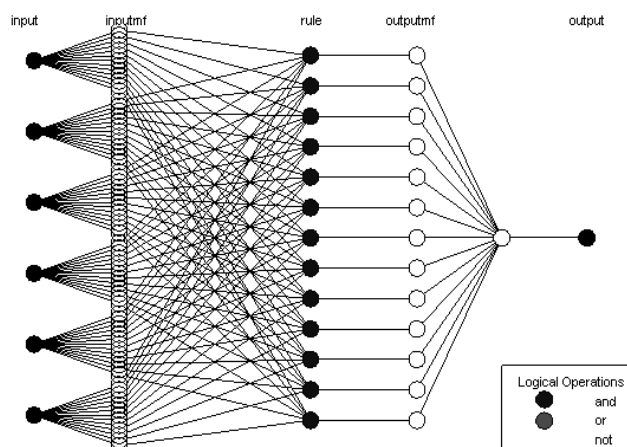 input inputmf rule outputmf output
Logical Operations
and
or
not